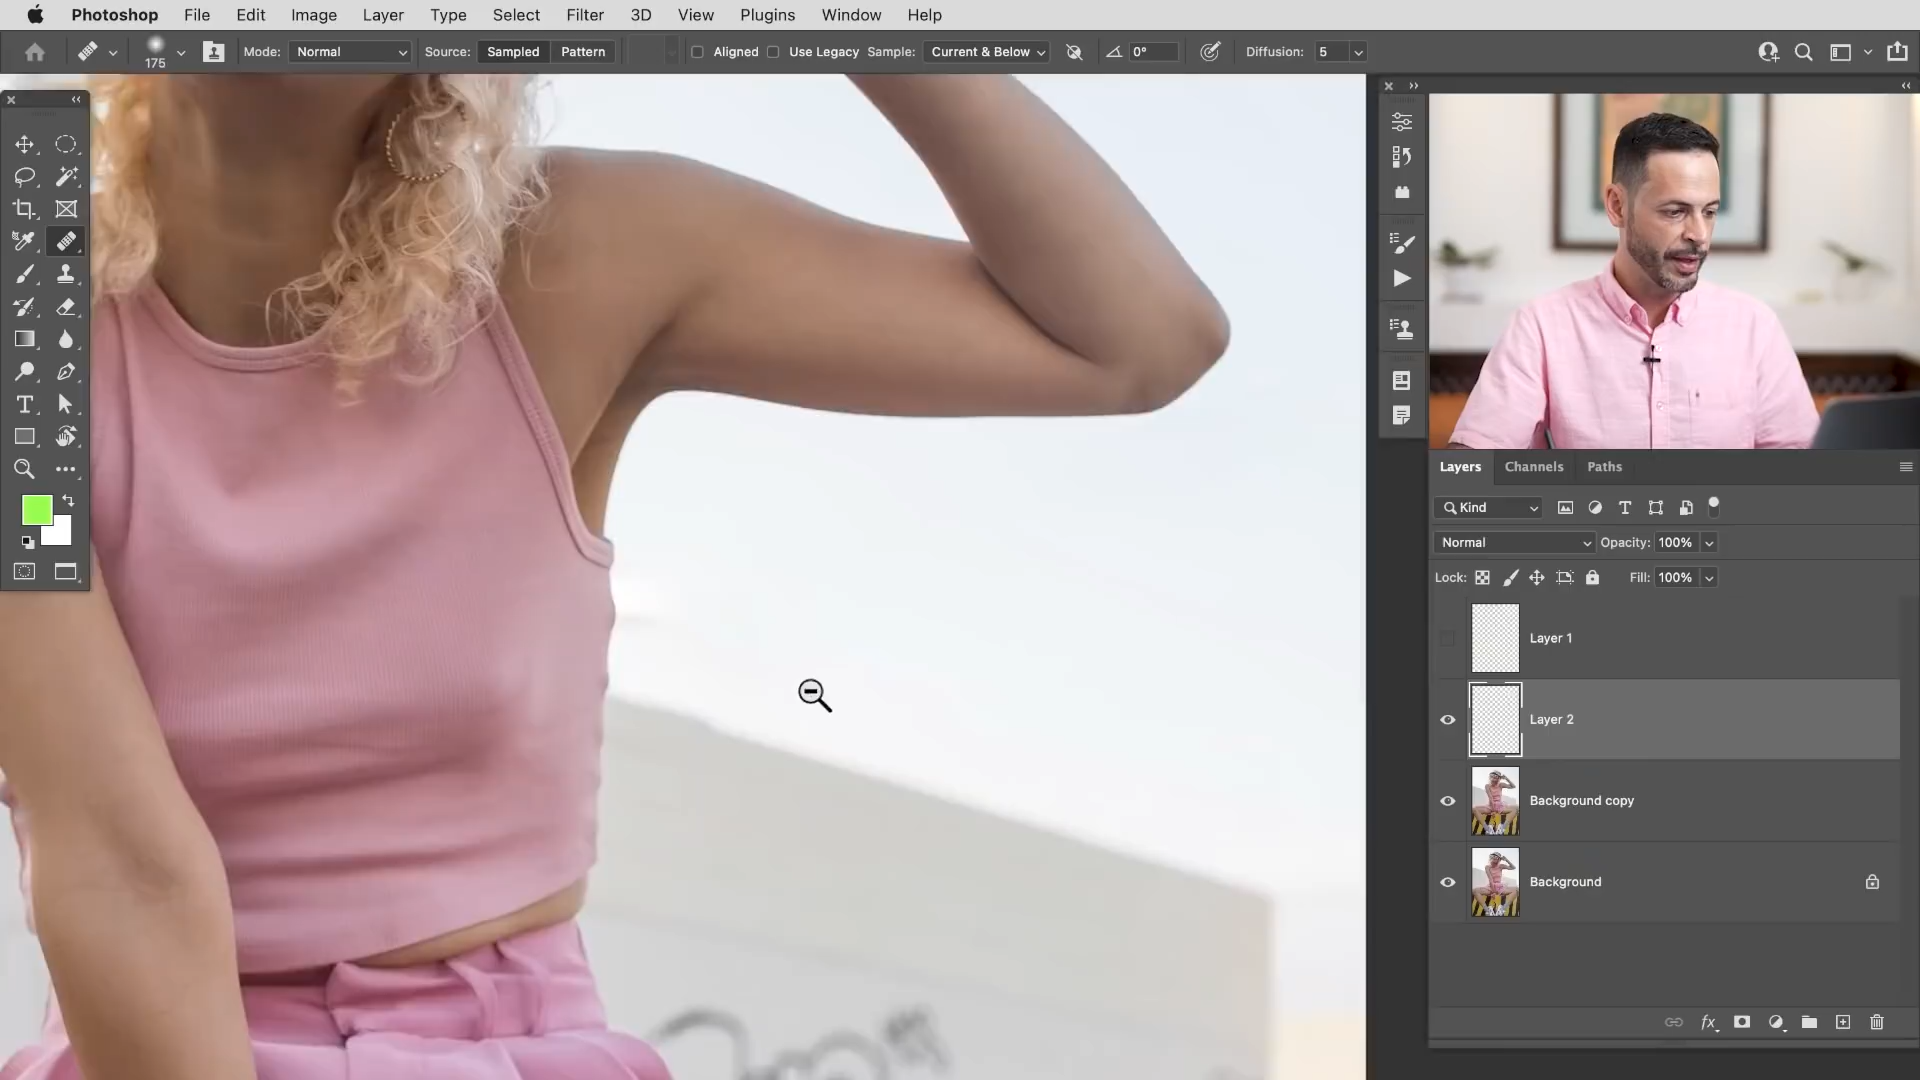 Photoshop File Edit Image Layer Type Select Filter 3D View Plugins Window Help
175 Mode: Normal Source: Sampled Pattern Aligned Use Legacy Sample: Current & Below 0° Diffusion: 5
Layers Channels Paths
Kind
Normal Opacity: 100%
Lock: Fill: 100%
Layer 1
Layer 2
Background copy
Background
fx